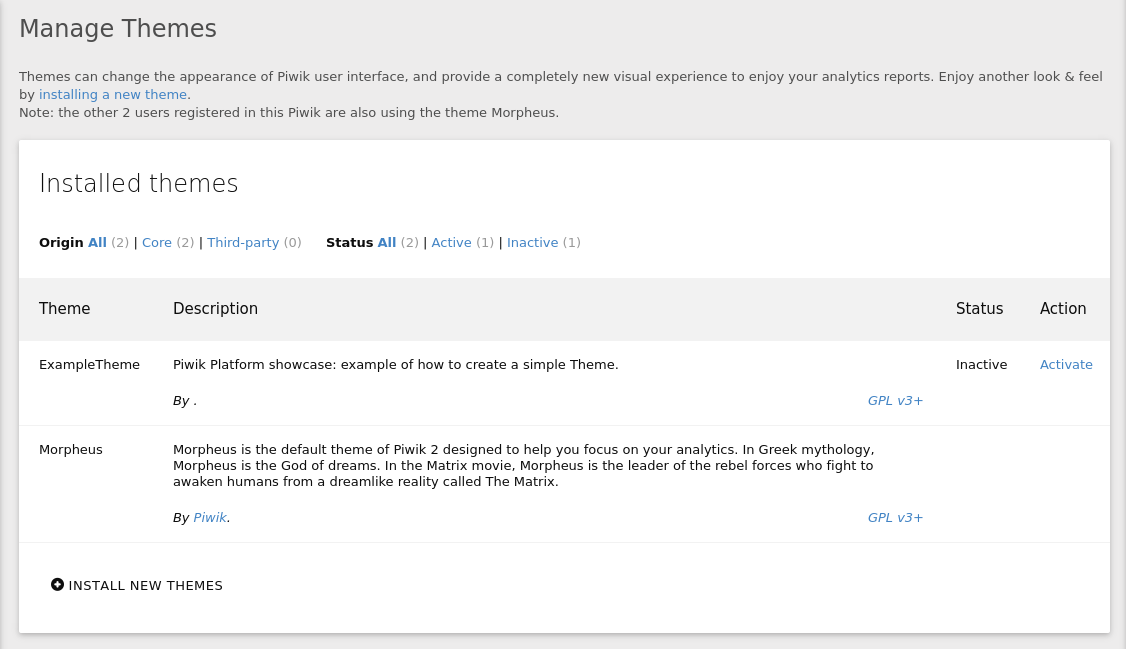 Manage Themes
Themes can change the appearance of Piwik user interface, and provide a completely new visual experience to enjoy your analytics reports. Enjoy another look & feel
by installing a new theme.
Note: the other 2 users registered in this Piwik are also using the theme Morpheus.
Installed themes
Origin All (2) | Core (2) | Third-party (0) Status All (2) | Active (1) | Inactive (1)
Theme Description Status Action
ExampleTheme Piwik Platform showcase: example of how to create a simple Theme. Inactive Activate
By . GPL v3+
Morpheus Morpheus is the default theme of Piwik 2 designed to help you focus on your analytics. In Greek mythology,
Morpheus is the God of dreams. In the Matrix movie, Morpheus is the leader of the rebel forces who fight to
awaken humans from a dreamlike reality called The Matrix.
By Piwik. GPL v3+
INSTALL NEW THEMES